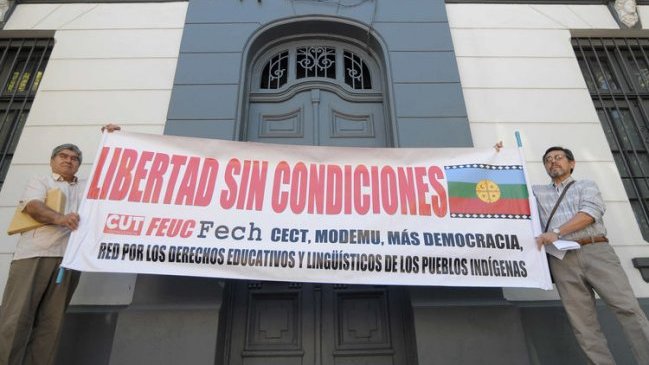 LIBERTAD SIN CONDICIONES
CUT FEUC Fech CECT, MODEMU, MÁS DEMOCRACIA,
RED POR LOS DERECHOS EDUCATIVOS Y LINGÜÍSTICOS DE LOS PUEBLOS INDÍGENAS